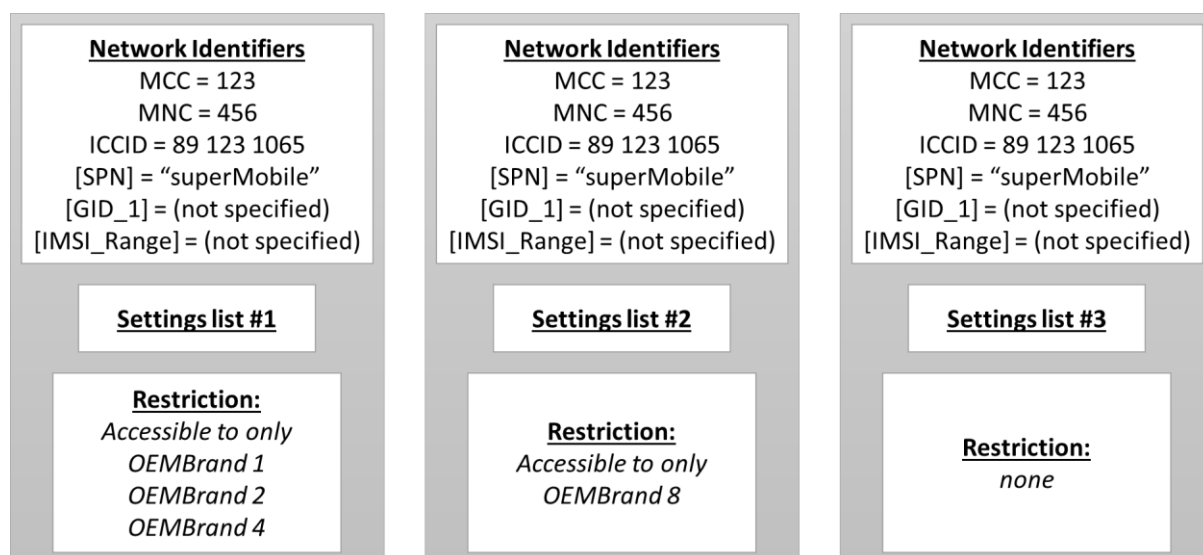 Network Identifiers
MCC = 123
MNC = 456
ICCID = 89 123 1065
[SPN] = “superMobile”
[GID_1] = (not specified)
[IMSI_Range] = (not specified)
Settings list #1
Restriction:
Accessible to only
OEMBrand 1
OEMBrand 2
OEMBrand 4
Network Identifiers
MCC = 123
MNC = 456
ICCID = 89 123 1065
[SPN] = “superMobile”
[GID_1] = (not specified)
[IMSI_Range] = (not specified)
Settings list #2
Restriction:
Accessible to only
OEMBrand 8
Network Identifiers
MCC = 123
MNC = 456
ICCID = 89 123 1065
[SPN] = “superMobile”
[GID_1] = (not specified)
[IMSI_Range] = (not specified)
Settings list #3
Restriction:
none